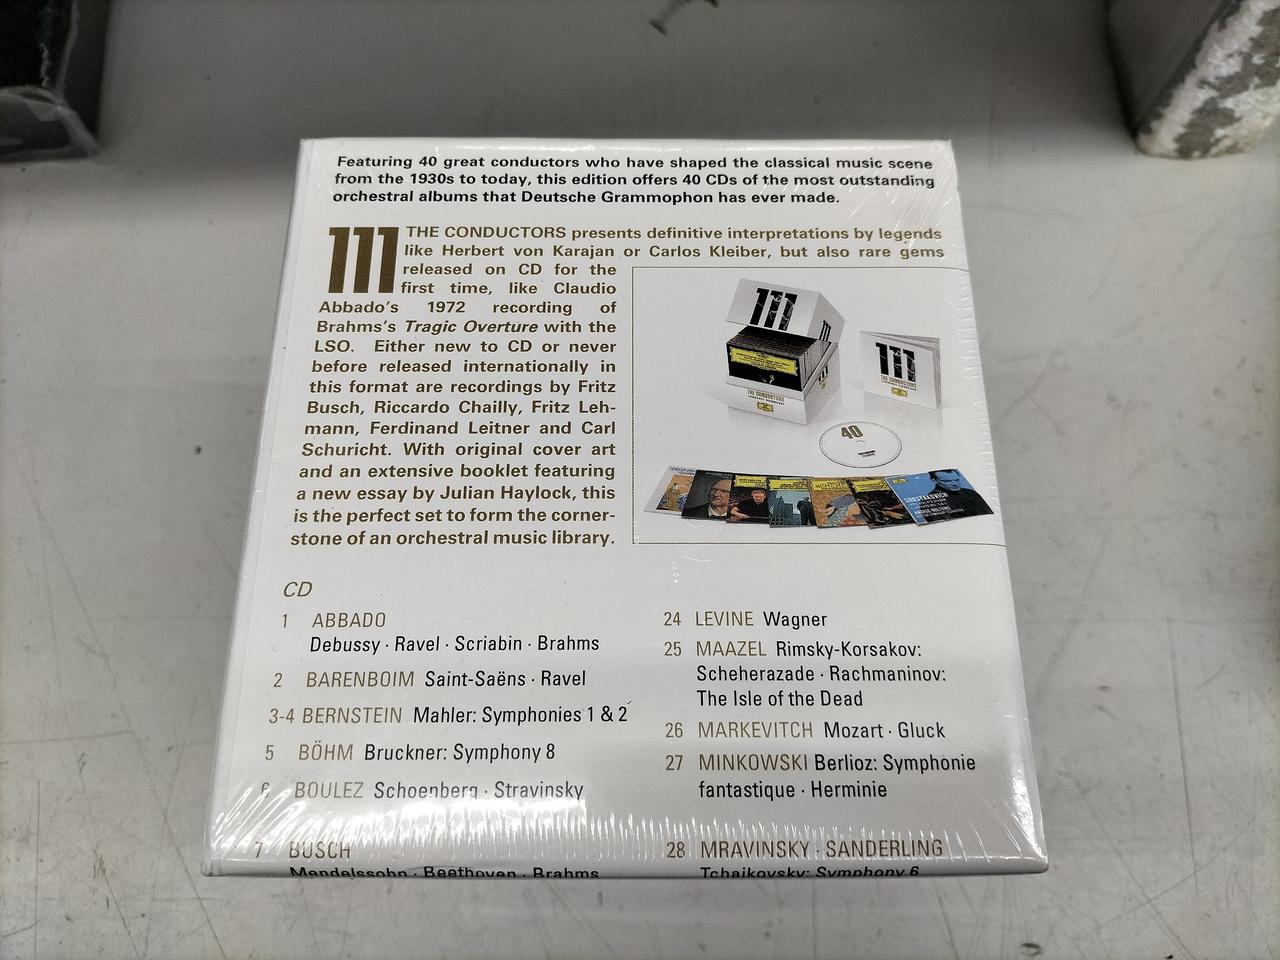 Featuring 40 great conductors who have shaped the classical music scene
from the 1930s to today, this edition offers 40 CDs of the most outstanding
orchestral albums that Deutsche Grammophon has ever made.
111 THE CONDUCTORS presents definitive interpretations by legends
like Herbert von Karajan or Carlos Kleiber, but also rare gems
released on CD for the
first time, like Claudio
Abbado's 1972 recording of
Brahms's Tragic Overture with the
LSO. Either new to CD or never
before released internationally in
this format are recordings by Fritz
Busch, Riccardo Chailly, Fritz Leh-
mann, Ferdinand Leitner and Carl
Schuricht. With original cover art
and an extensive booklet featuring
a new essay by Julian Haylock, this
is the perfect set to form the corner-
stone of an orchestral music library.
111
THE CONDUCTORS
111
THE CONDUCTORS
40
SHOSTAKOVICH
CD
1 ABBADO
Debussy · Ravel · Scriabin · Brahms
2 BARENBOIM Saint-Saëns · Ravel
3-4 BERNSTEIN Mahler: Symphonies 1 & 2
5 BÖHM Bruckner: Symphony 8
6 BOULEZ Schoenberg · Stravinsky
7 BUSCH
Mendelssohn · Beethoven · Brahms
24 LEVINE Wagner
25 MAAZEL Rimsky-Korsakov:
Scheherazade · Rachmaninov:
The Isle of the Dead
26 MARKEVITCH Mozart · Gluck
27 MINKOWSKI Berlioz: Symphonie
fantastique · Herminie
28 MRAVINSKY · SANDERLING
Tchaikovsky: Symphony 6